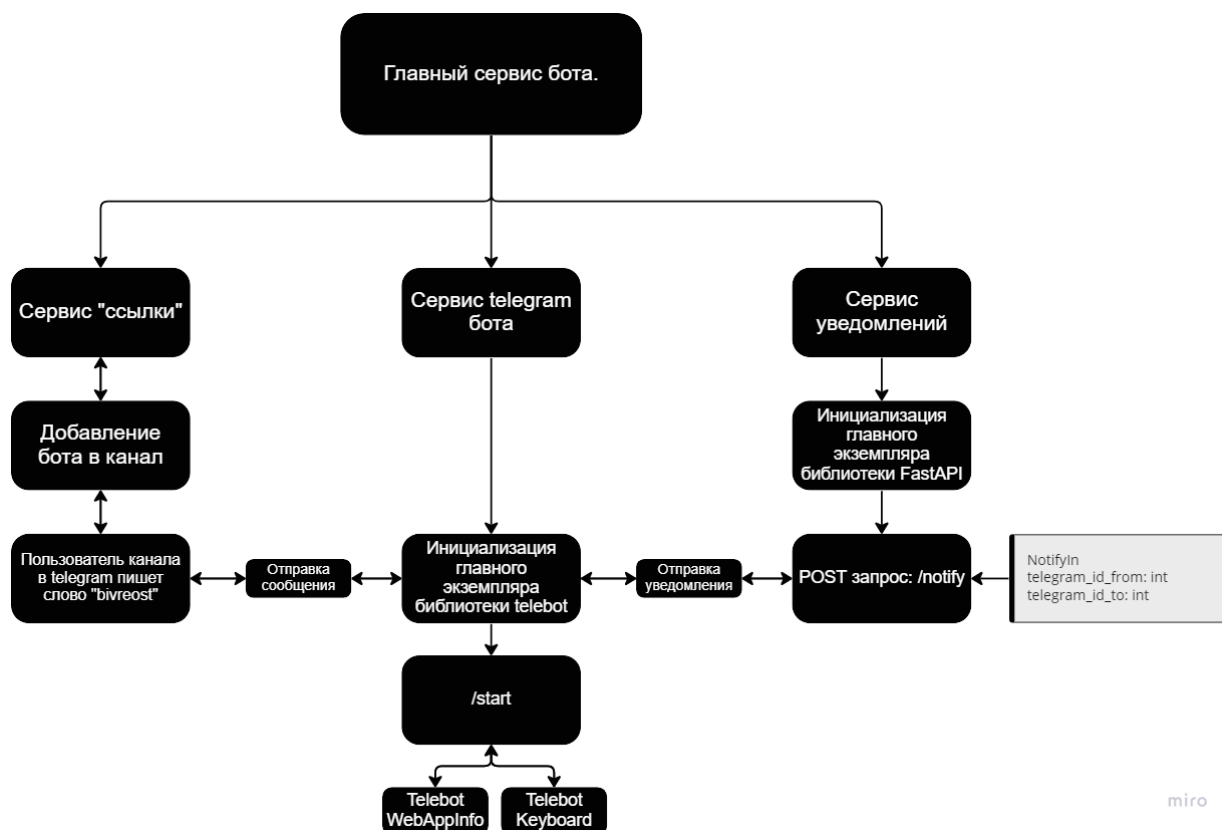 Главный сервис бота.
Сервис "ссылки"
Сервис telegram
бота
Сервис
уведомлений
Добавление
бота в канал
Инициализация
главного
экземпляра
библиотеки FastAPI
Пользователь канала
в telegram пишет
слово "bivreost"
Отправка
сообщения
Инициализация
главного
экземпляра
библиотеки telebot
Отправка
уведомления
POST запрос: /notify
NotifyIn
telegram_id_from: int
telegram_id_to: int
/start
Telebot
WebAppInfo
Telebot
Keyboard
miro